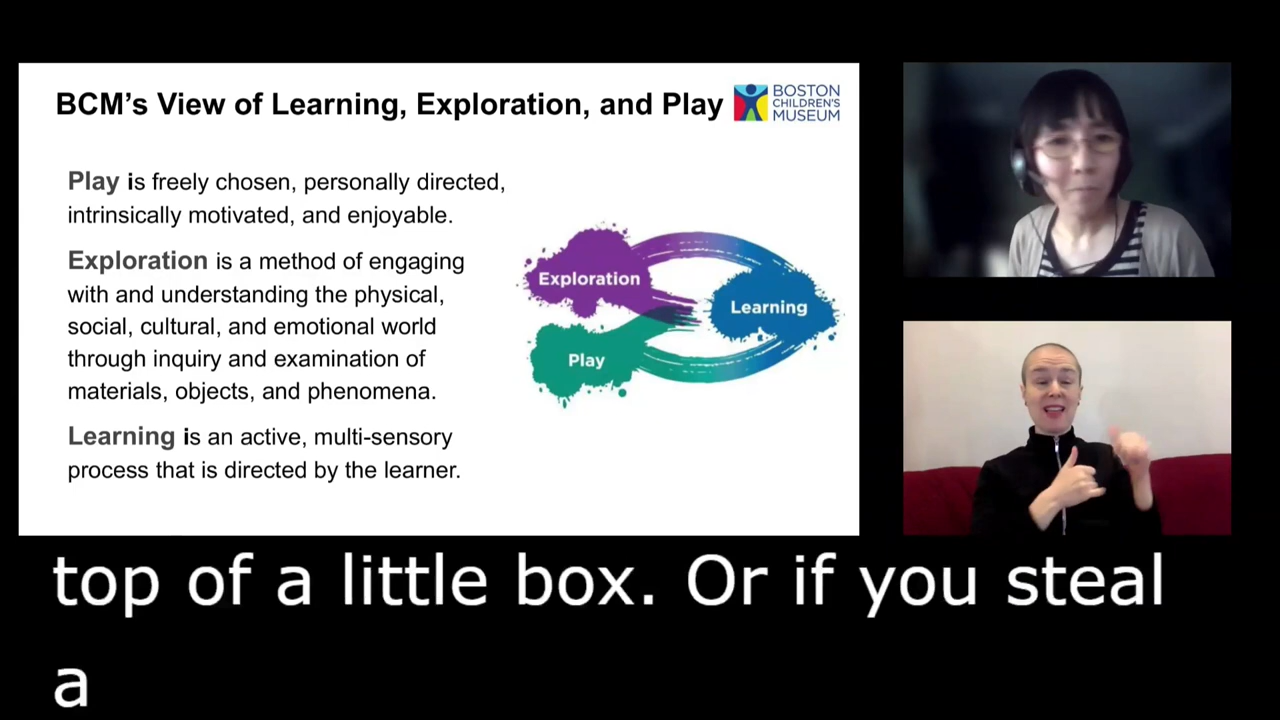 BCM's View of Learning, Exploration, and Play
BOSTON
CHILDREN'S
MUSEUM
Play is freely chosen, personally directed,
intrinsically motivated, and enjoyable.
Exploration is a method of engaging
with and understanding the physical,
social, cultural, and emotional world
through inquiry and examination of
materials, objects, and phenomena.
Learning is an active, multi-sensory
process that is directed by the learner.
Exploration
Learning
Play
top of a little box. Or if you steal
a